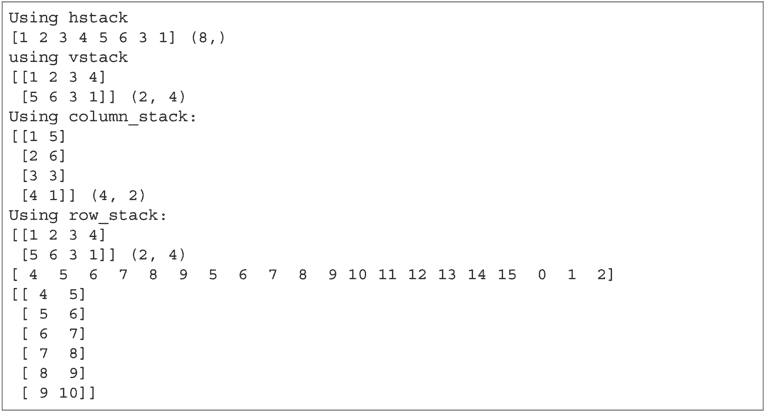 Using hstack
[1 2 3 4 5 6 3 1] (8,)
using vstack
[[1 2 3 4]
 [5 6 3 1]] (2, 4)
Using column_stack:
[[1 5]
 [2 6]
 [3 3]
 [4 1]] (4, 2)
Using row_stack:
[[1 2 3 4]
 [5 6 3 1]] (2, 4)
[ 4  5  6  7  8  9  5  6  7  8  9 10 11 12 13 14 15  0  1  2]
[[ 4  5]
 [ 5  6]
 [ 6  7]
 [ 7  8]
 [ 8  9]
 [ 9 10]]